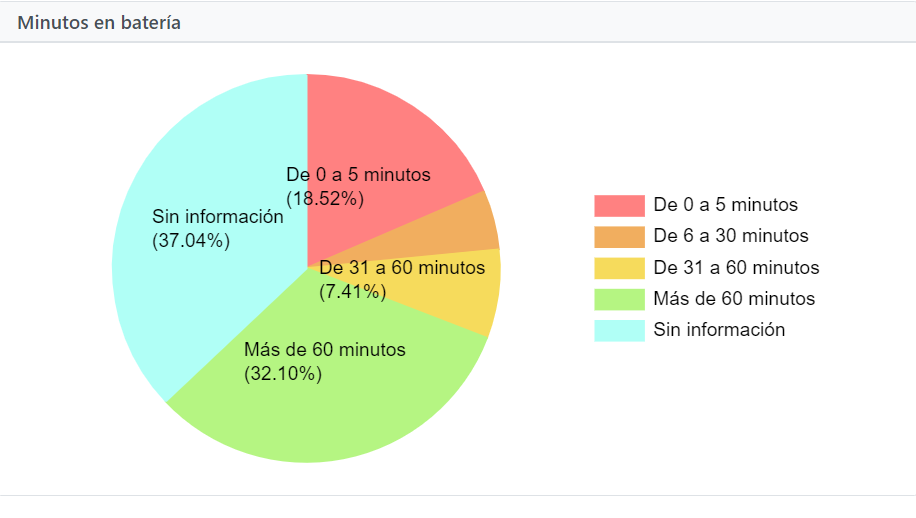 Minutos en batería
De 0 a 5 minutos
(18.52%)
Sin información
(37.04%)
De 31 a 60 minutos
(7.41%)
Más de 60 minutos
(32.10%)
De 0 a 5 minutos
De 6 a 30 minutos
De 31 a 60 minutos
Más de 60 minutos
Sin información